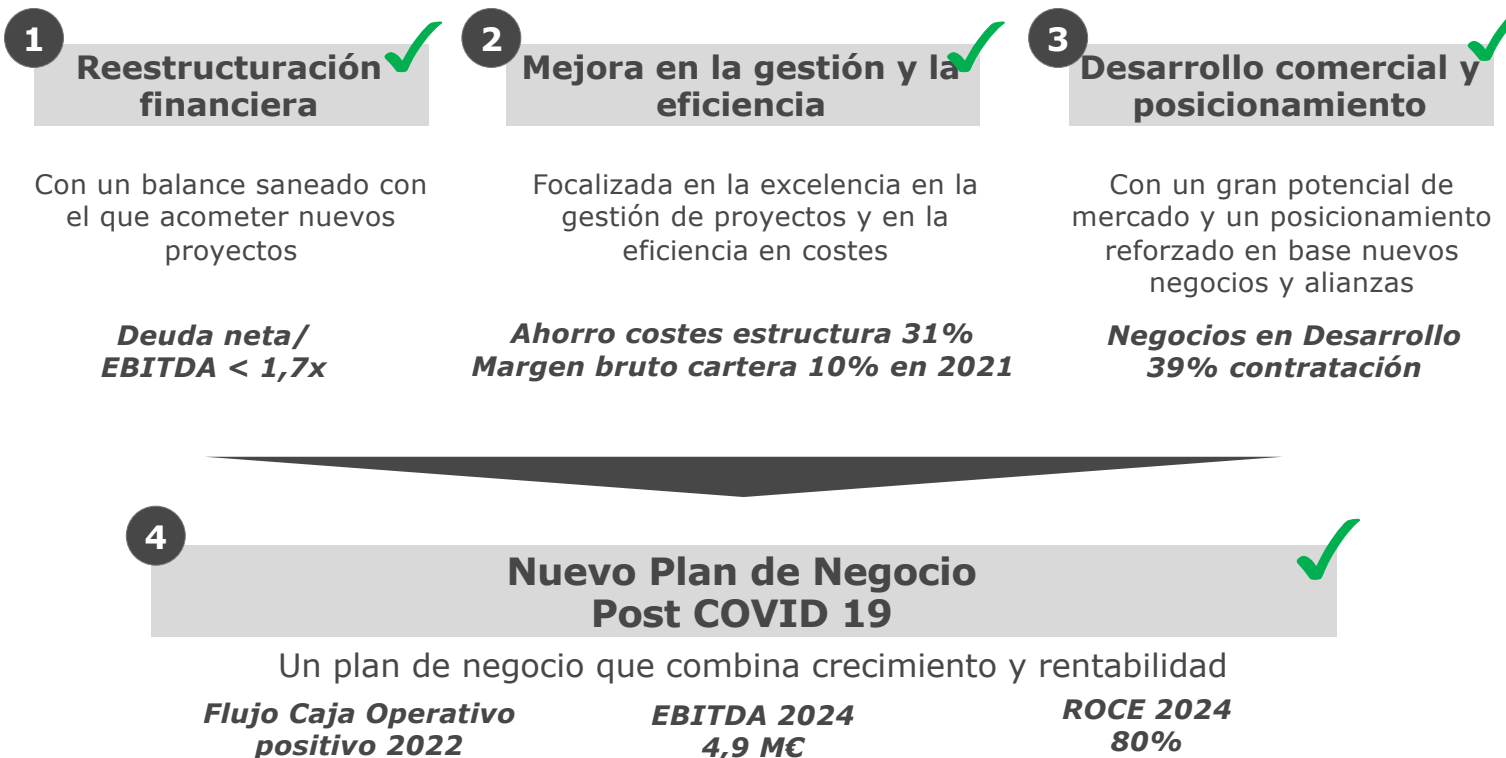 1
Reestructuración
financiera
Con un balance saneado con
el que acometer nuevos
proyectos
Deuda neta/
EBITDA < 1,7x
2
Mejora en la gestión y la
eficiencia
Focalizada en la excelencia en la
gestión de proyectos y en la
eficiencia en costes
Ahorro costes estructura 31%
Margen bruto cartera 10% en 2021
3
Desarrollo comercial y
posicionamiento
Con un gran potencial de
mercado y un posicionamiento
reforzado en base nuevos
negocios y alianzas
Negocios en Desarrollo
39% contratación
4
Nuevo Plan de Negocio
Post COVID 19
Un plan de negocio que combina crecimiento y rentabilidad
Flujo Caja Operativo
positivo 2022
EBITDA 2024
4,9 M€
ROCE 2024
80%